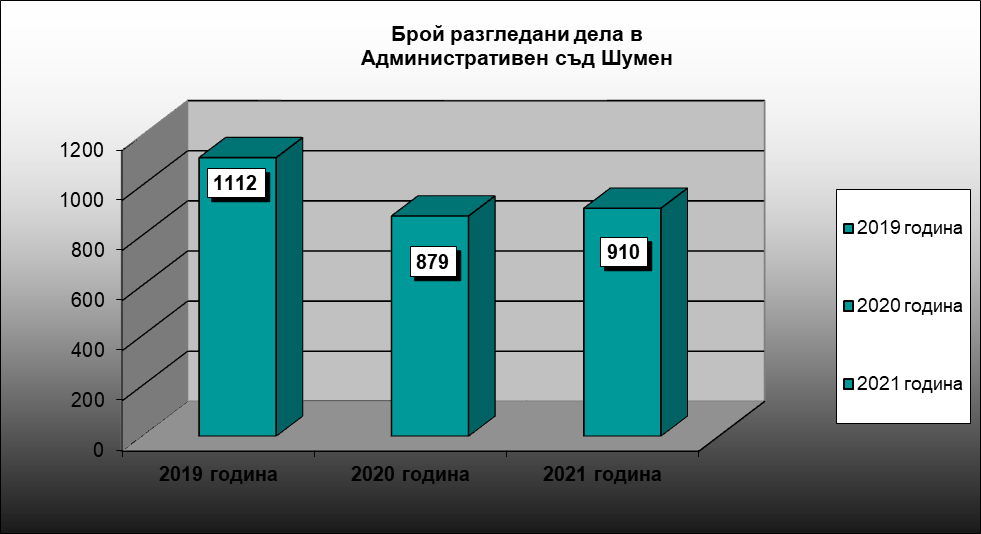 Брой разгледани дела в
Административен съд Шумен
1200
1000
800
600
400
200
0
1112
879
910
2019 година
2020 година
2021 година
2019 година
2020 година
2021 година